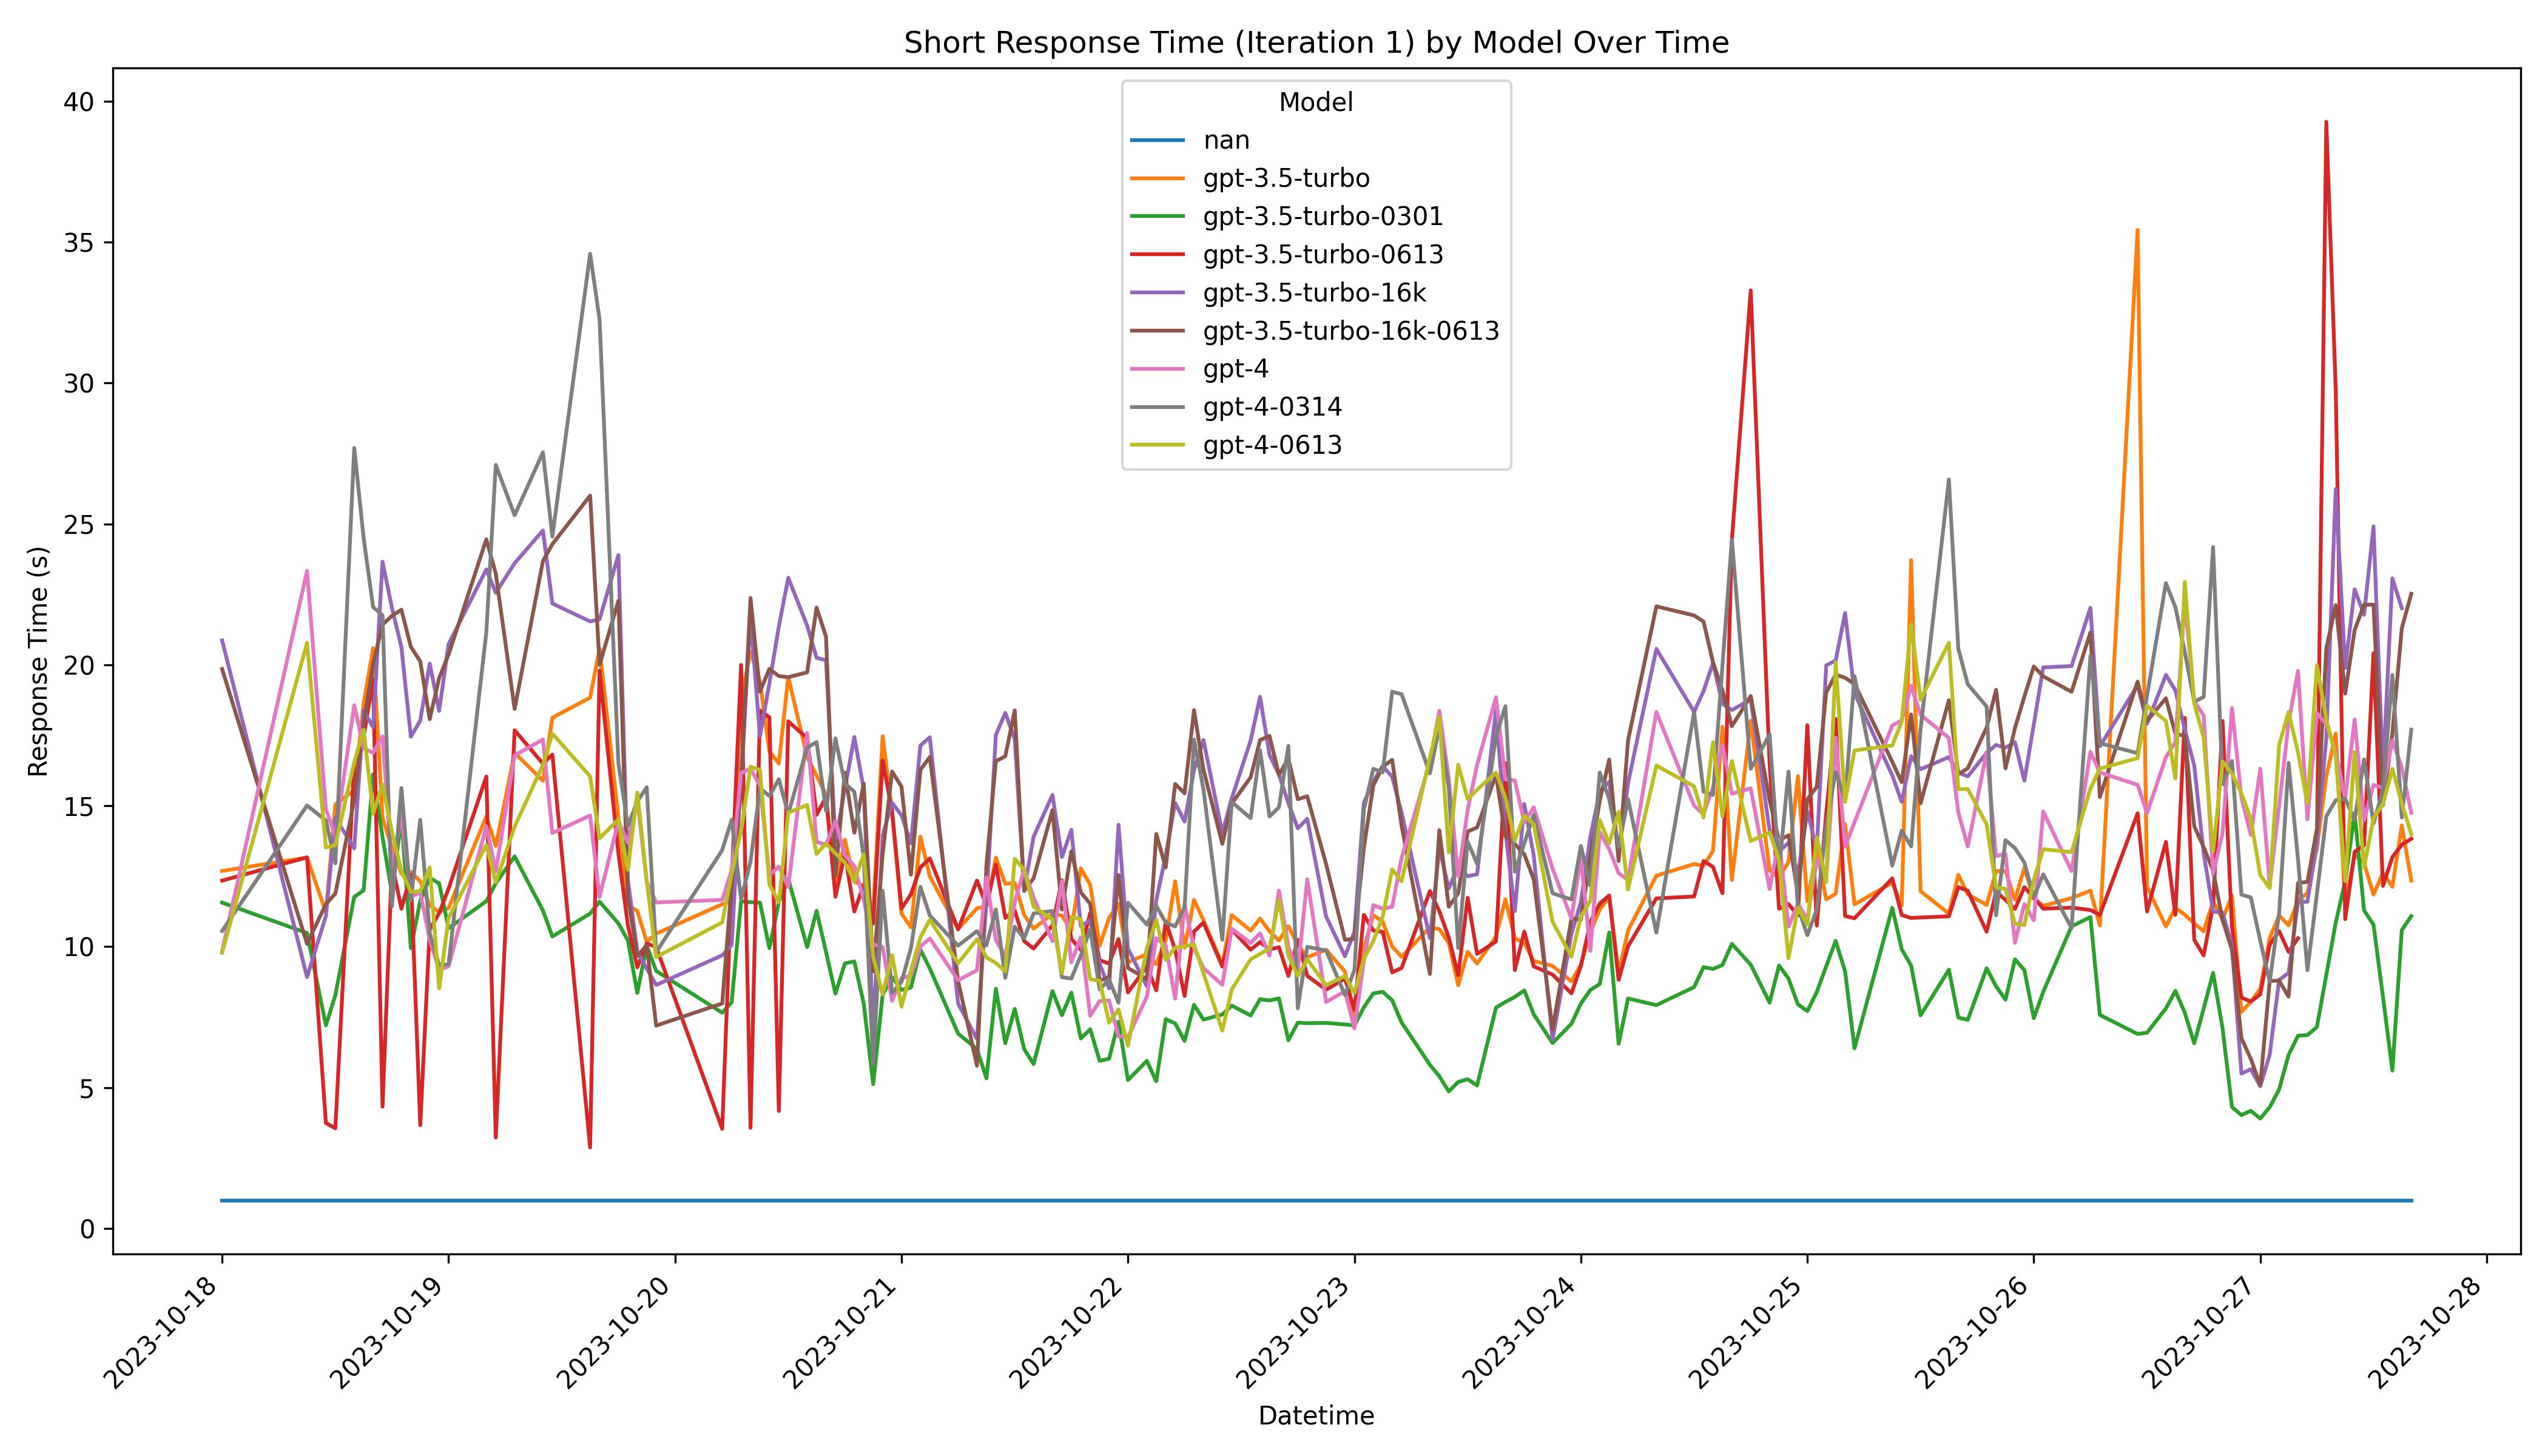 Short Response Time (Iteration 1) by Model Over Time
Model
nan
gpt-3.5-turbo
gpt-3.5-turbo-0301
gpt-3.5-turbo-0613
gpt-3.5-turbo-16k
gpt-3.5-turbo-16k-0613
gpt-4
gpt-4-0314
gpt-4-0613
Response Time (s)
40
35
30
25
20
15
10
5
0
2023-10-18
2023-10-19
2023-10-20
2023-10-21
2023-10-22
2023-10-23
2023-10-24
2023-10-25
2023-10-26
2023-10-27
2023-10-28
Datetime